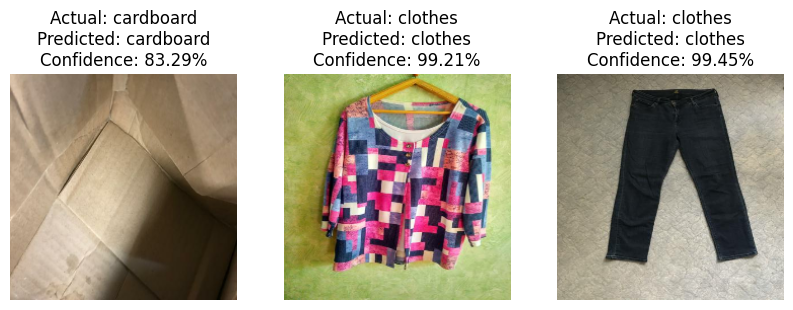 Actual: cardboard
Predicted: cardboard
Confidence: 83.29%
Actual: clothes
Predicted: clothes
Confidence: 99.21%
Actual: clothes
Predicted: clothes
Confidence: 99.45%